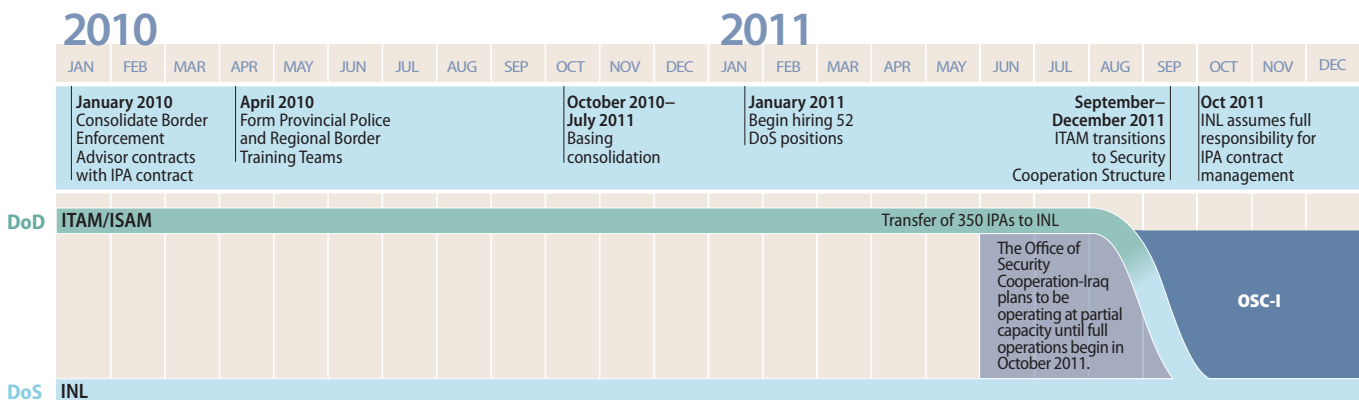 2010
2011
JAN FEB MAR APR MAY JUN JUL AUG SEP OCT NOV DEC JAN FEB MAR APR MAY JUN JUL AUG SEP OCT NOV DEC
January 2010
Consolidate Border
Enforcement
Advisor contracts
with IPA contract
April 2010
Form Provincial Police
and Regional Border
Training Teams
October 2010–
July 2011
Basing
consolidation
January 2011
Begin hiring 52
DoS positions
September–
December 2011
ITAM transitions
to Security
Cooperation Structure
Oct 2011
INL assumes full
responsibility for
IPA contract
management
DoD
ITAM/ISAM
Transfer of 350 IPAs to INL
The Office of
Security
Cooperation-Iraq
plans to be
operating at partial
capacity until full
operations begin in
October 2011.
OSC-I
DoS
INL